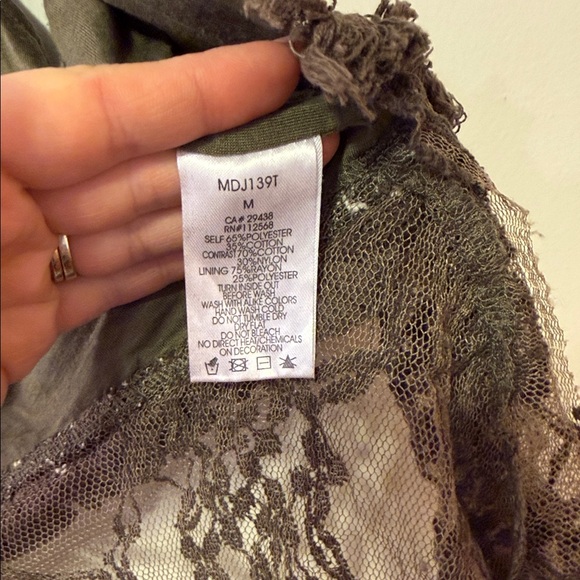 MDJ139T
M
CA# 29438
RN#112568
SELF 65%POLYESTER
35%COTTON
CONTRAST70%COTTON
30%NYLON
LINING 75%RAYON
25%POLYESTER
TURN INSIDE OUT
BEFORE WASH
WASH WITH ALIKE COLORS
HAND WASH COLD
DO NOT TUMBLE DRY
DRY FLAT
DO NOT BLEACH
NO DIRECT HEAT/CHEMICALS
ON DECORATION